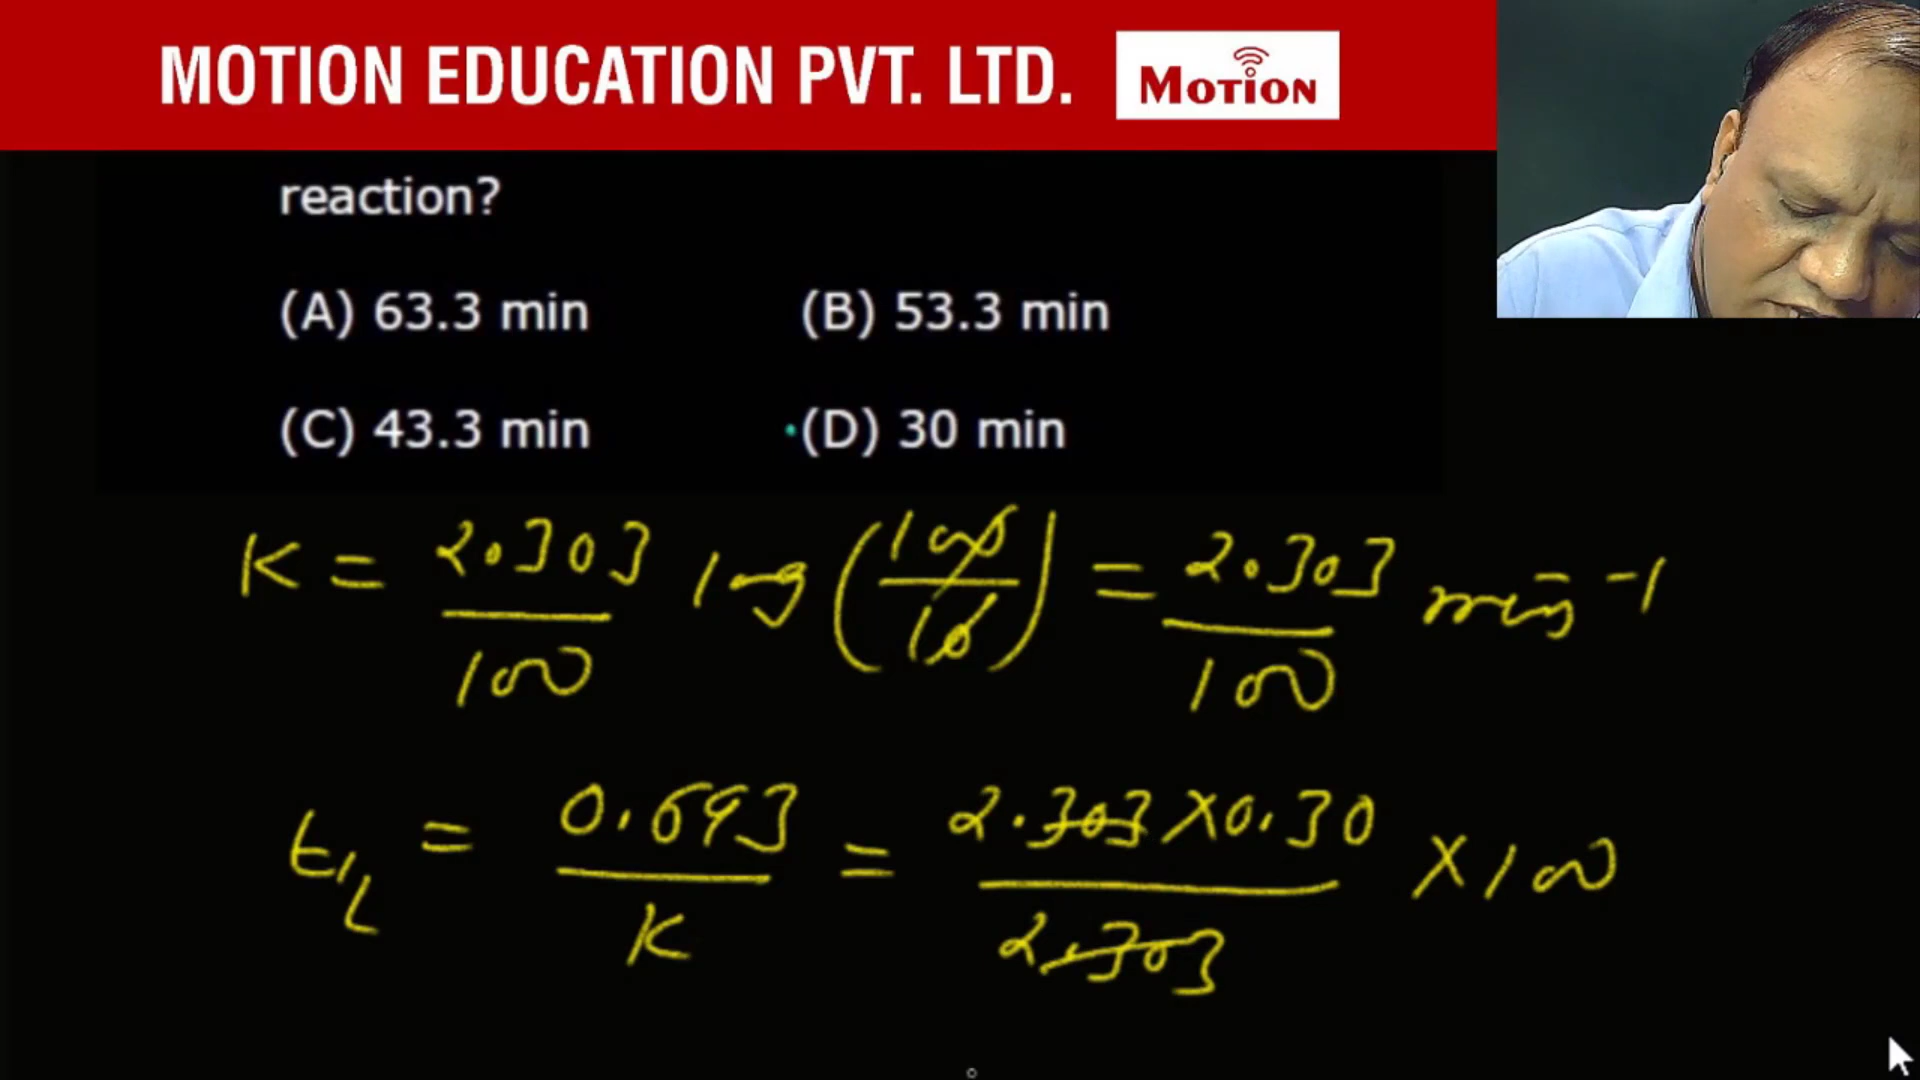 MOTION EDUCATION PVT. LTD. MOTION
reaction?
(A) 63.3 min (B) 53.3 min
(C) 43.3 min (D) 30 min
K = 2.303/100 log (100/10) = 2.303/100 min⁻¹
t1/2 = 0.693/K = 2.303 × 0.30/2.303 × 100